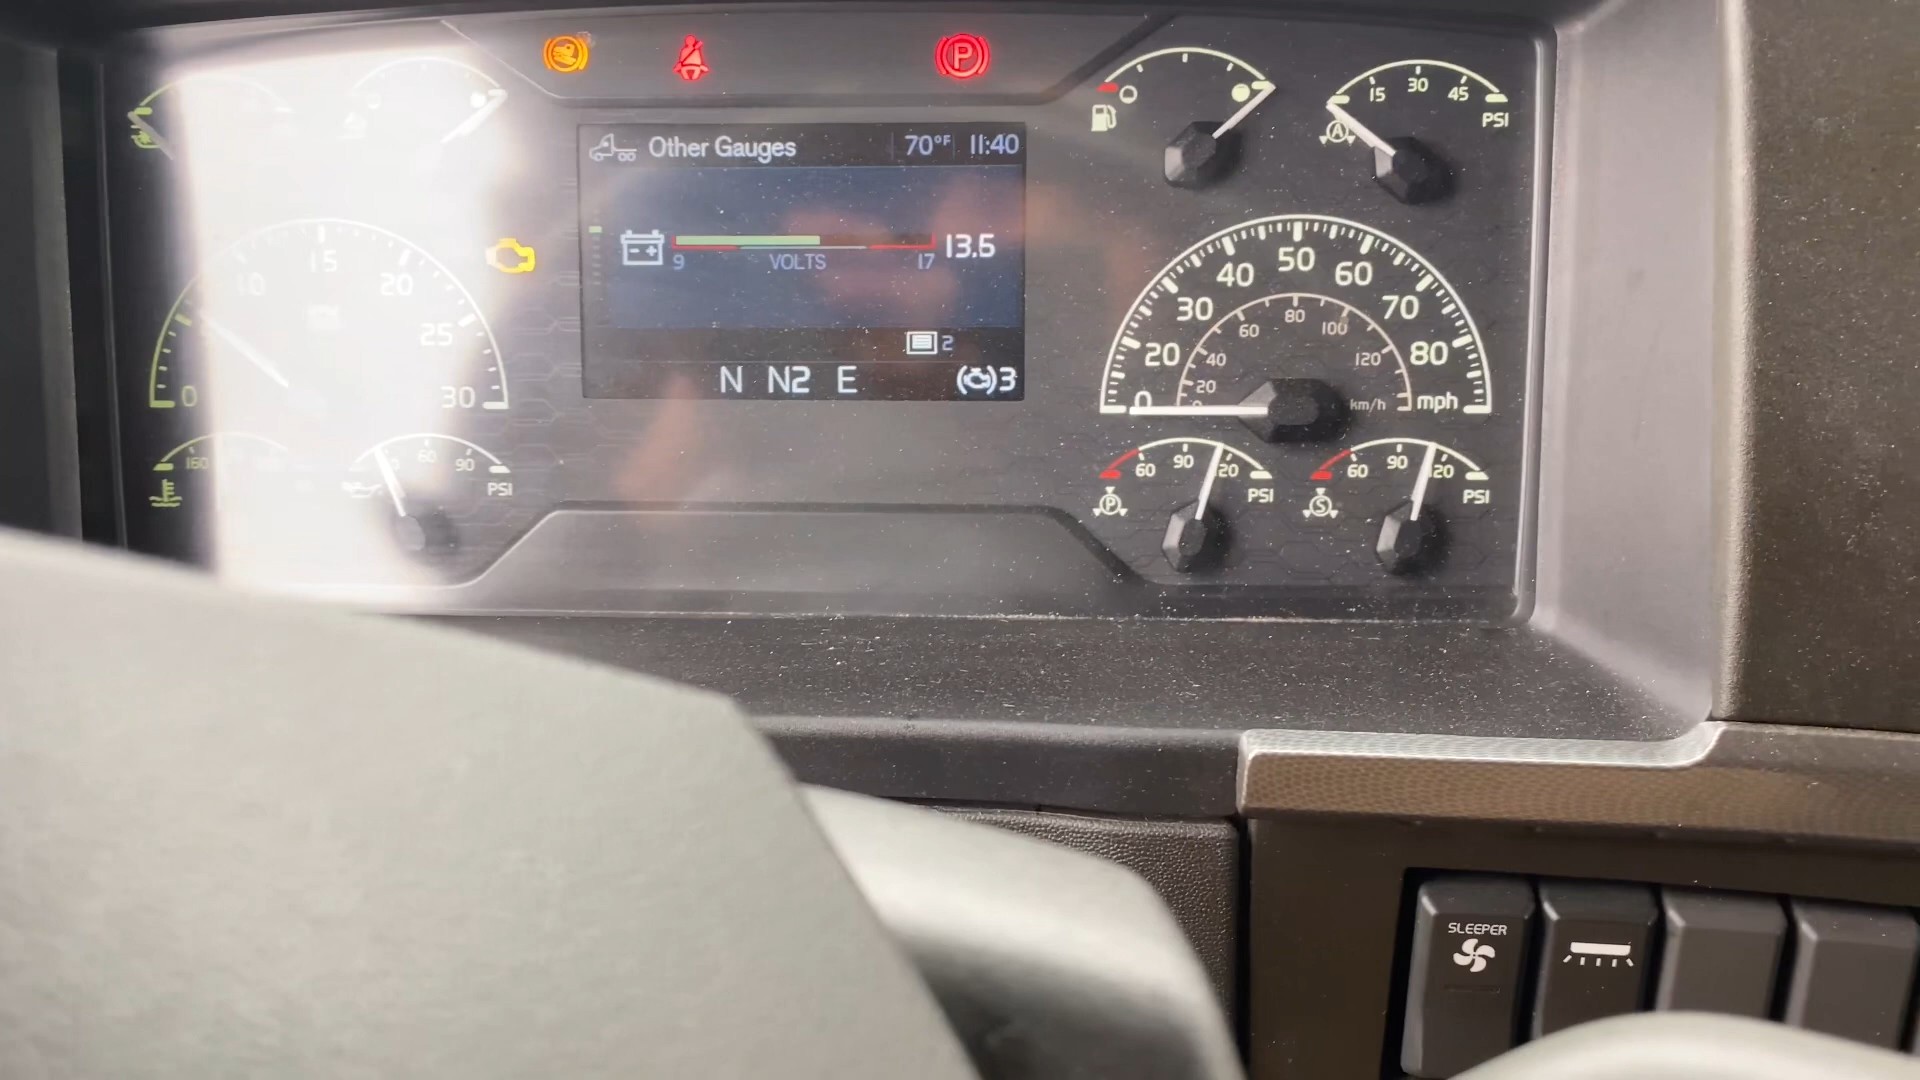 P
Other Gauges 70°F 11:40
9 VOLTS 17 13.5
2
N N2 E 3
15 30 45
PSI
A
10 15 20
25
0 30
160
60 90
PSI
20 30 40 50 60 70 80
0 mph
20 40 60 80 100 120
km/h
60 90 120
PSI
P
60 90 120
PSI
S
SLEEPER